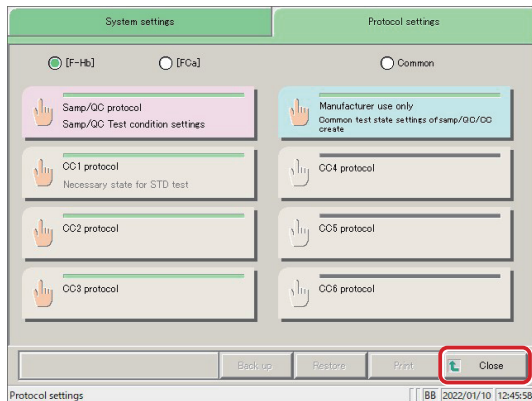 System settings
Protocol settings
[F-Hb]
[FCa]
Common
Samp/QC protocol
Samp/QC Test condition settings
Manufacturer use only
Common test state settings of samp/QC/CC
create
CC1 protocol
Necessary state for STD test
CC4 protocol
CC2 protocol
CC5 protocol
CC3 protocol
CC6 protocol
Back up
Restore
Print
Close
Protocol settings
BB
2022/01/10
12:45:38